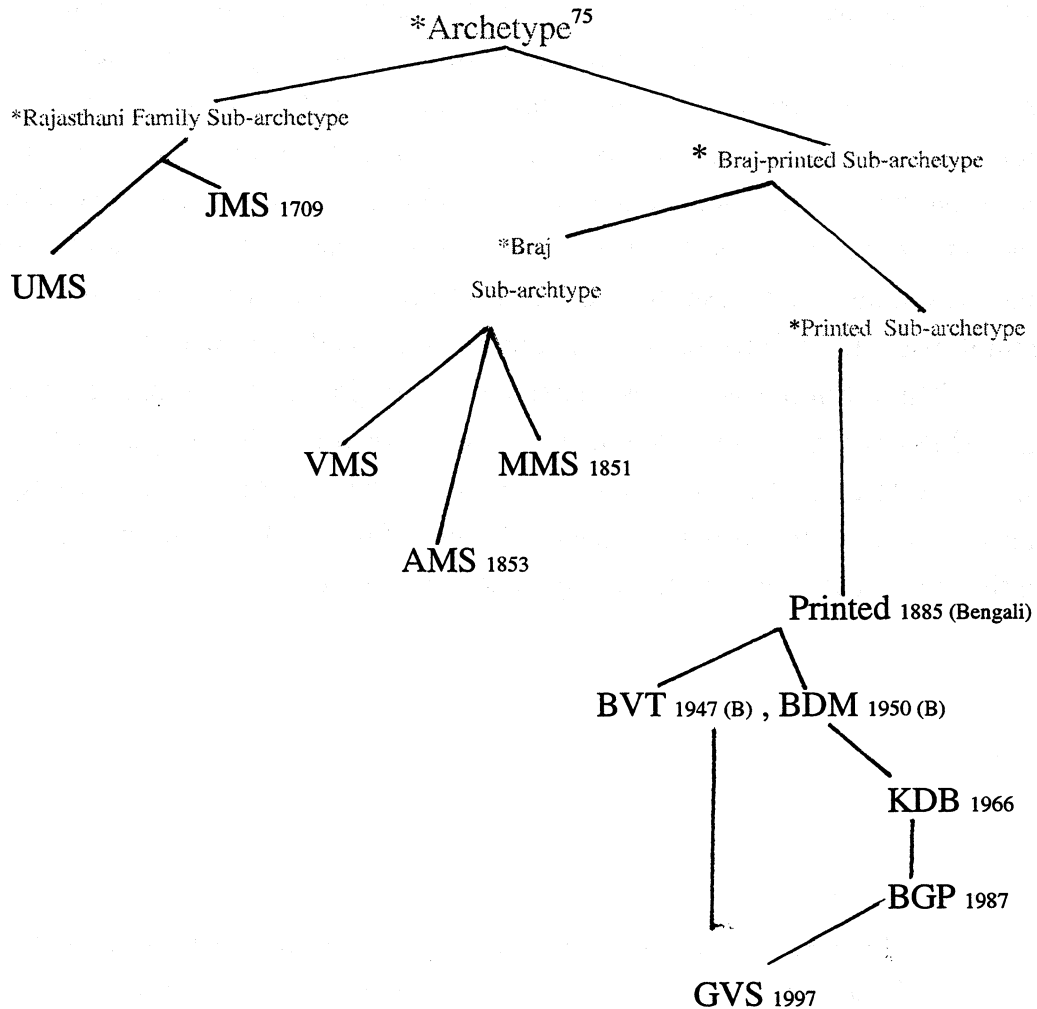 *Archetype75
*Rajasthani Family Sub-archetype
* Braj-printed Sub-archetype
JMS 1709
*Braj
UMS
Sub-archtype
*Printed Sub-archetype
VMS
MMS 1851
AMS 1853
Printed 1885 (Bengali)
BVT 1947 (B) , BDM 1950 (B)
KDB 1966
BGP 1987
GVS 1997